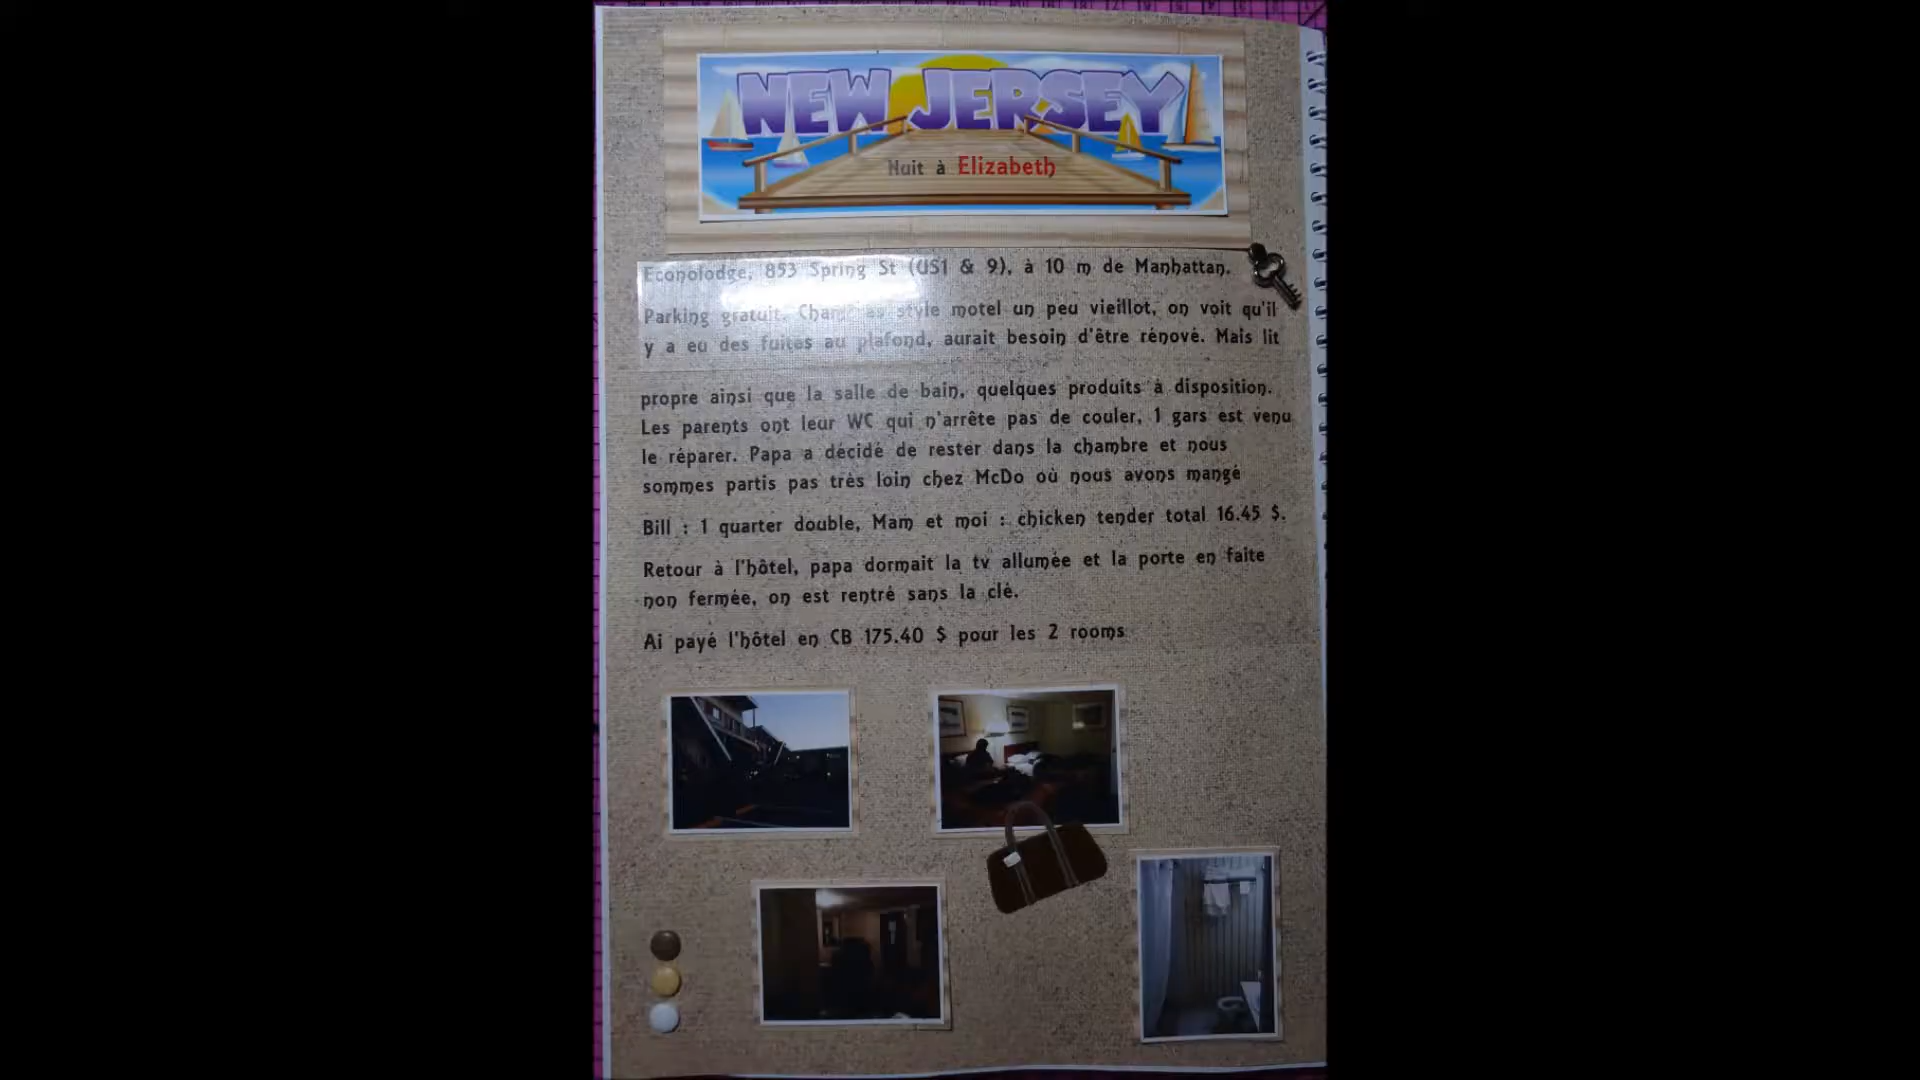 NEW JERSEY
Nuit à Elizabeth
Econolodge, 853 Spring St (US1 & 9), à 10 m de Manhattan.
Parking gratuit. Chambres style motel un peu vieillot, on voit qu'il
y a eu des fuites au plafond, aurait besoin d'être rénové. Mais lit
propre ainsi que la salle de bain, quelques produits à disposition.
Les parents ont leur WC qui n'arrête pas de couler, 1 gars est venu
le réparer. Papa a décidé de rester dans la chambre et nous
sommes partis pas très loin chez McDo où nous avons mangé
Bill : 1 quarter double, Mam et moi : chicken tender total 16.45 $.
Retour à l'hôtel, papa dormait la tv allumée et la porte en faite
non fermée, on est rentré sans la clé.
Ai payé l'hôtel en CB 175.40 $ pour les 2 rooms